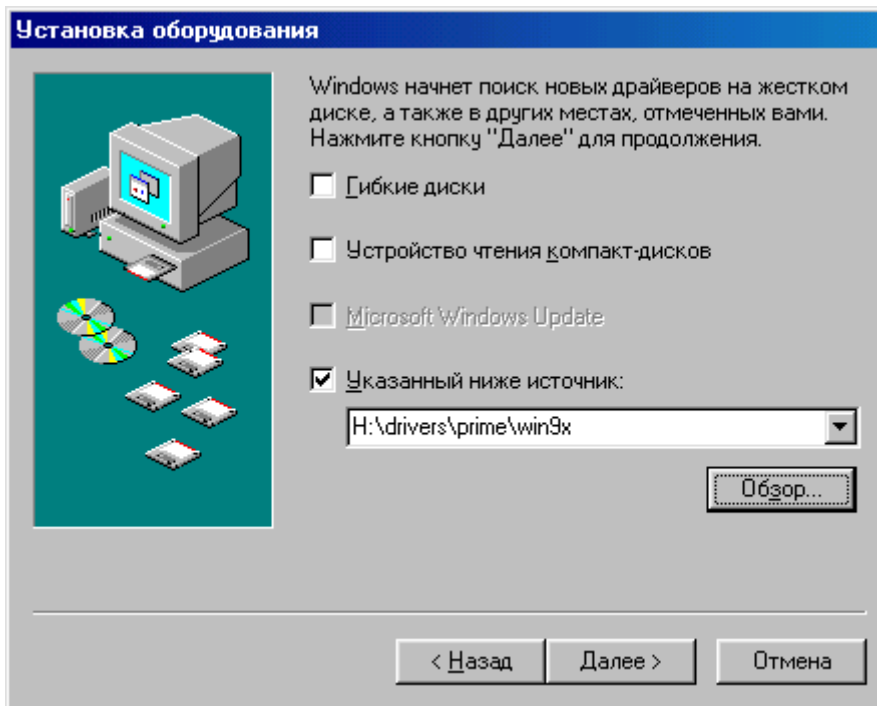 Установка оборудования
Windows начнет поиск новых драйверов на жестком
диске, а также в других местах, отмеченных вами.
Нажмите кнопку "Далее" для продолжения.
Гибкие диски
Устройство чтения компакт-дисков
Microsoft Windows Update
Указанный ниже источник:
H:\drivers\prime\win9x
Обзор...
< Назад
Далее >
Отмена